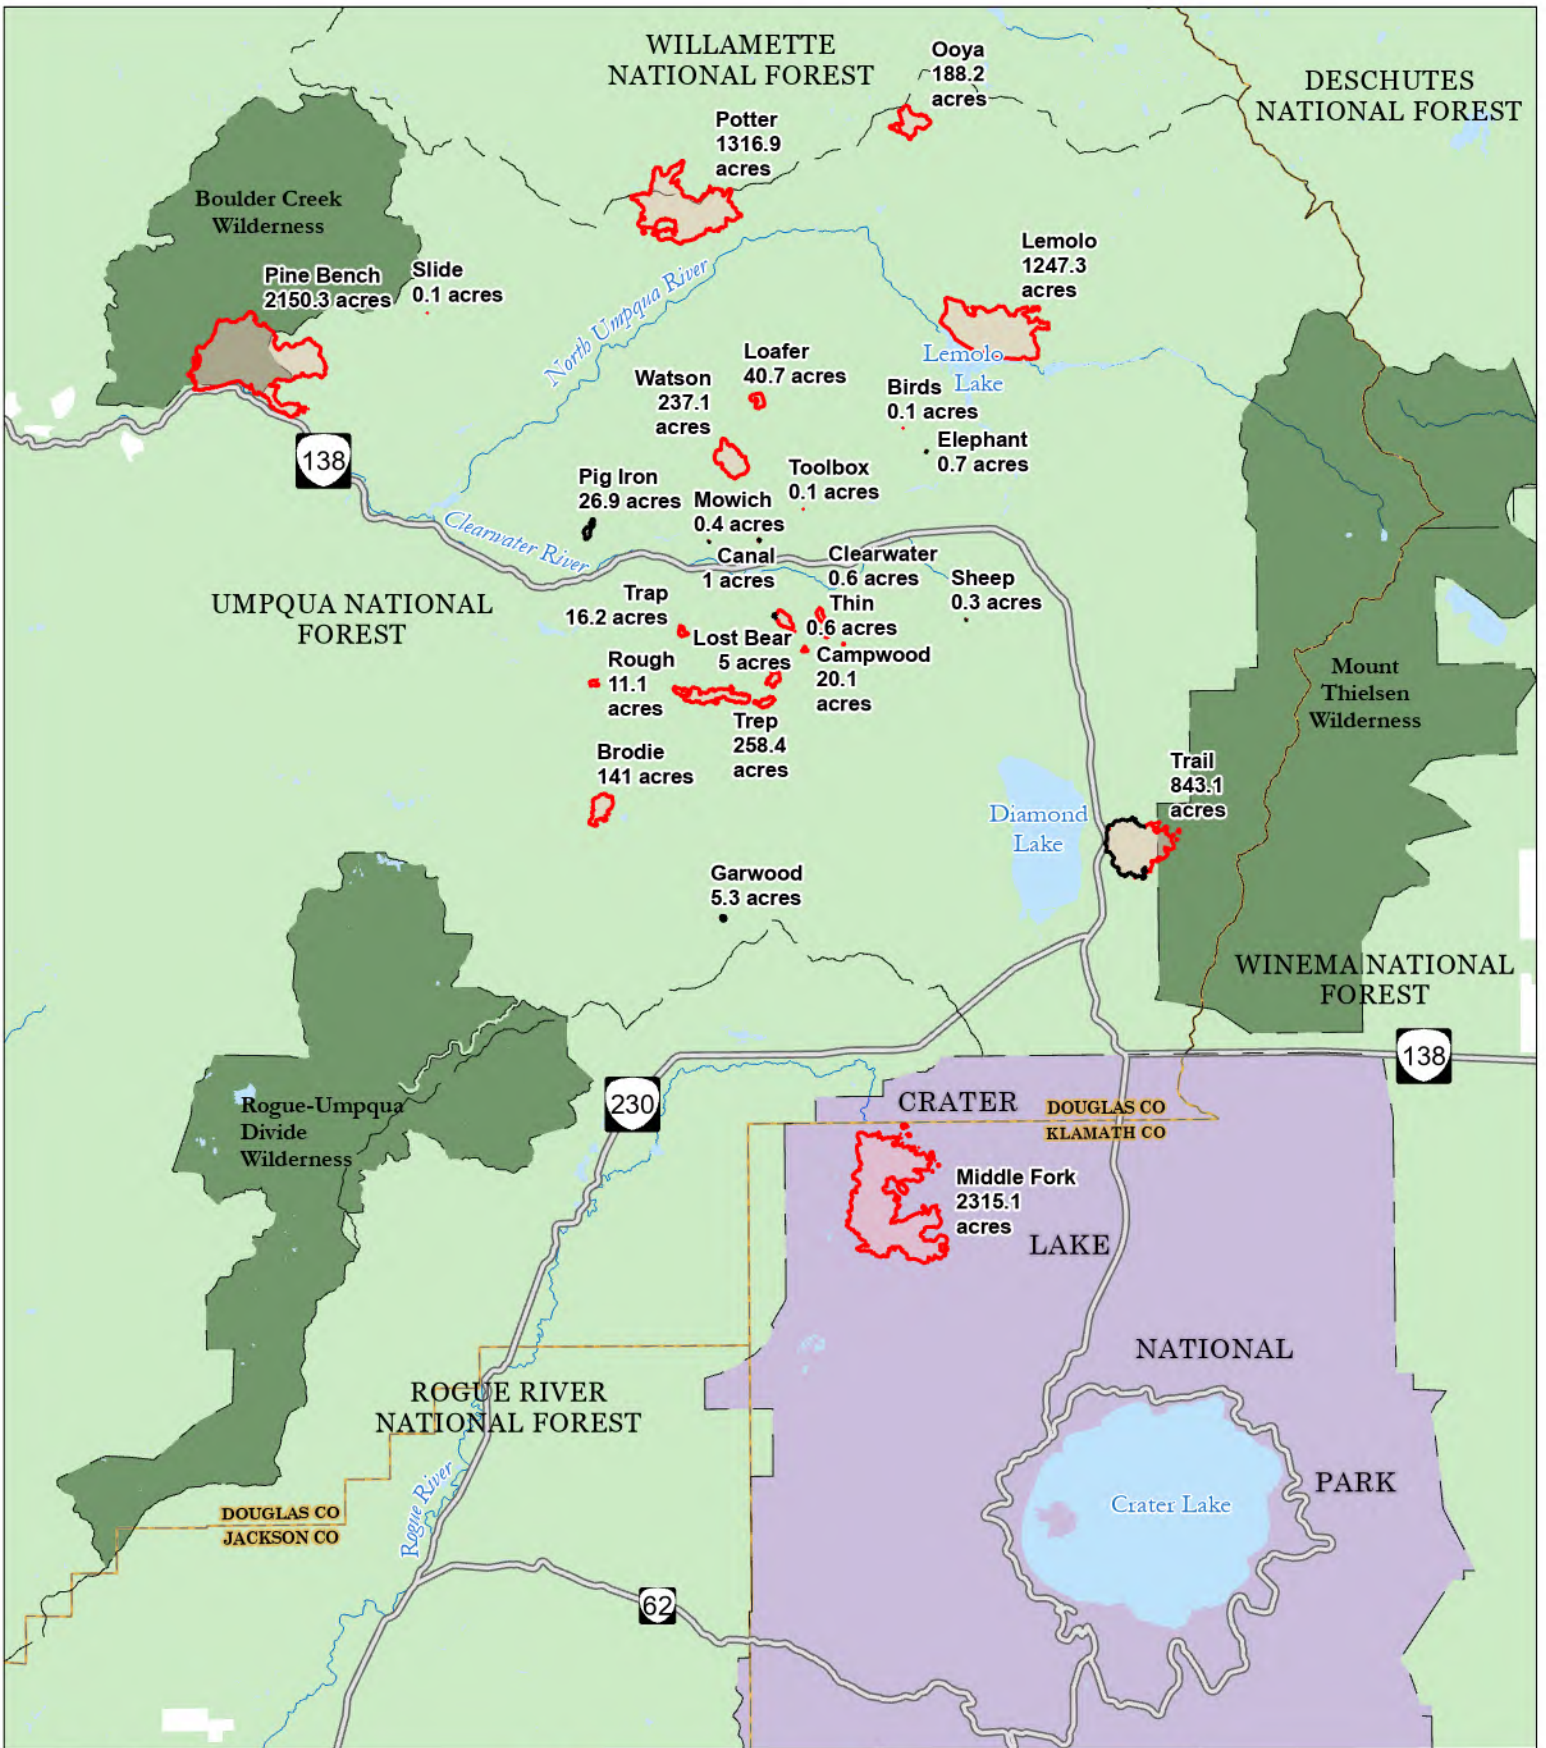 WILLAMETTE
NATIONAL FOREST
Ooya
188.2
acres
DESCHUTES
NATIONAL FOREST
Potter
1316.9
acres
Boulder Creek
Wilderness
Pine Bench
2150.3 acres
Slide
0.1 acres
North Umpqua River
Lemolo
1247.3
acres
Lemolo
Lake
Loafer
40.7 acres
Watson
237.1
acres
Birds
0.1 acres
Elephant
0.7 acres
138
Pig Iron
26.9 acres
Toolbox
0.1 acres
Mowich
0.4 acres
Clearwater River
Canal
1 acres
Clearwater
0.6 acres
Sheep
0.3 acres
UMPQUA NATIONAL
FOREST
Trap
16.2 acres
Thin
0.6 acres
Lost Bear
5 acres
Campwood
20.1
acres
Rough
11.1
acres
Trep
258.4
acres
Mount
Thielsen
Wilderness
Brodie
141 acres
Trail
843.1
acres
Diamond
Lake
Garwood
5.3 acres
WINEMA NATIONAL
FOREST
138
230
CRATER
DOUGLAS CO
KLAMATH CO
Rogue-Umpqua
Divide
Wilderness
Middle Fork
2315.1
acres
LAKE
NATIONAL
ROGUE RIVER
NATIONAL FOREST
PARK
Crater Lake
Rogue River
DOUGLAS CO
JACKSON CO
62